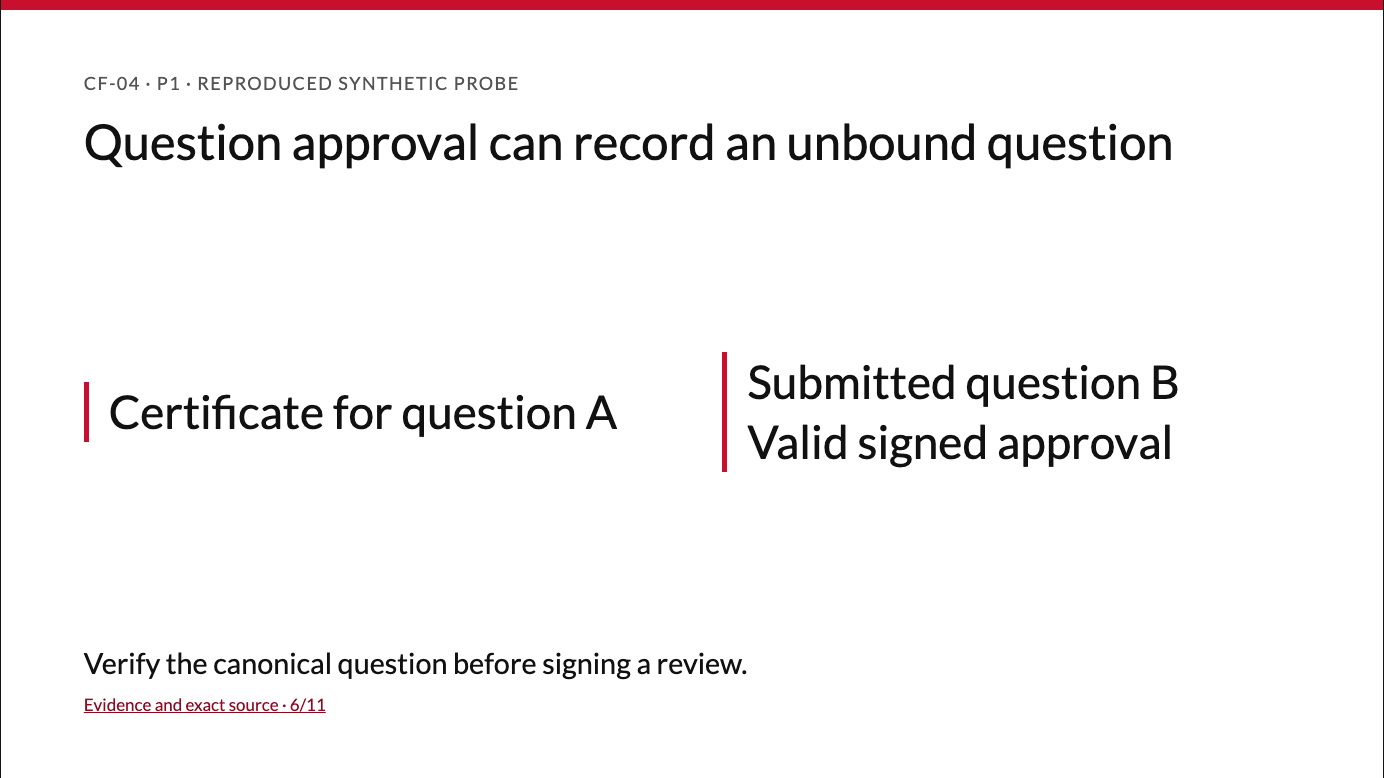 CF-04 · P1 · REPRODUCED SYNTHETIC PROBE
Question approval can record an unbound question
Certificate for question A
Submitted question B
Valid signed approval
Verify the canonical question before signing a review.
Evidence and exact source · 6/11